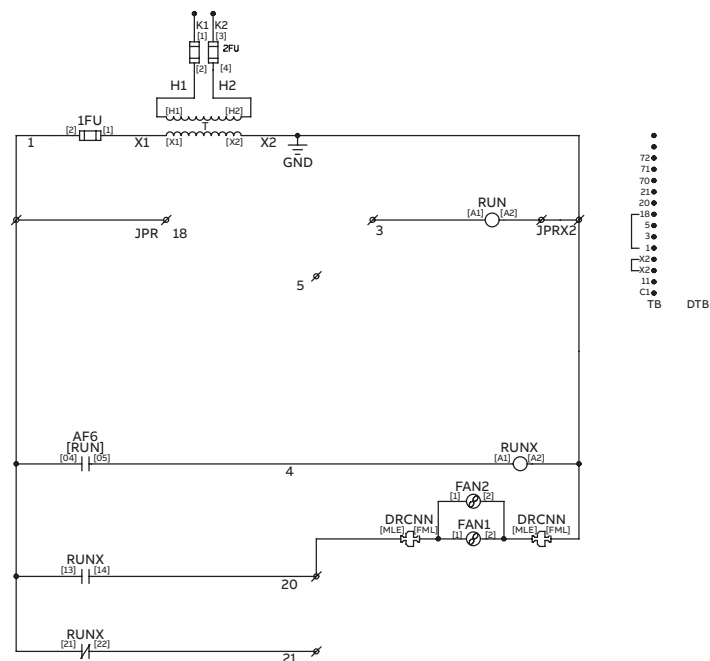 K1 K2
[1] [3]
2FU
[2] [4]
H1 H2
[H1] [H2]
1FU T
[2] [1]
1 X1 [X1] [X2] X2
GND
72
71
70
21
20
18
5
3
1
X2
X2
11
C1
TB DTB
RUN
[A1] [A2]
JPR 18 3 JPRX2
5
AF6
[RUN] RUNX
[04] [05] [A1] [A2]
4
FAN2
[1] [2]
DRCNN FAN1 DRCNN
[MLE] [FML] [1] [2] [MLE] [FML]
RUNX
[13] [14]
20
RUNX
[21] [22]
21